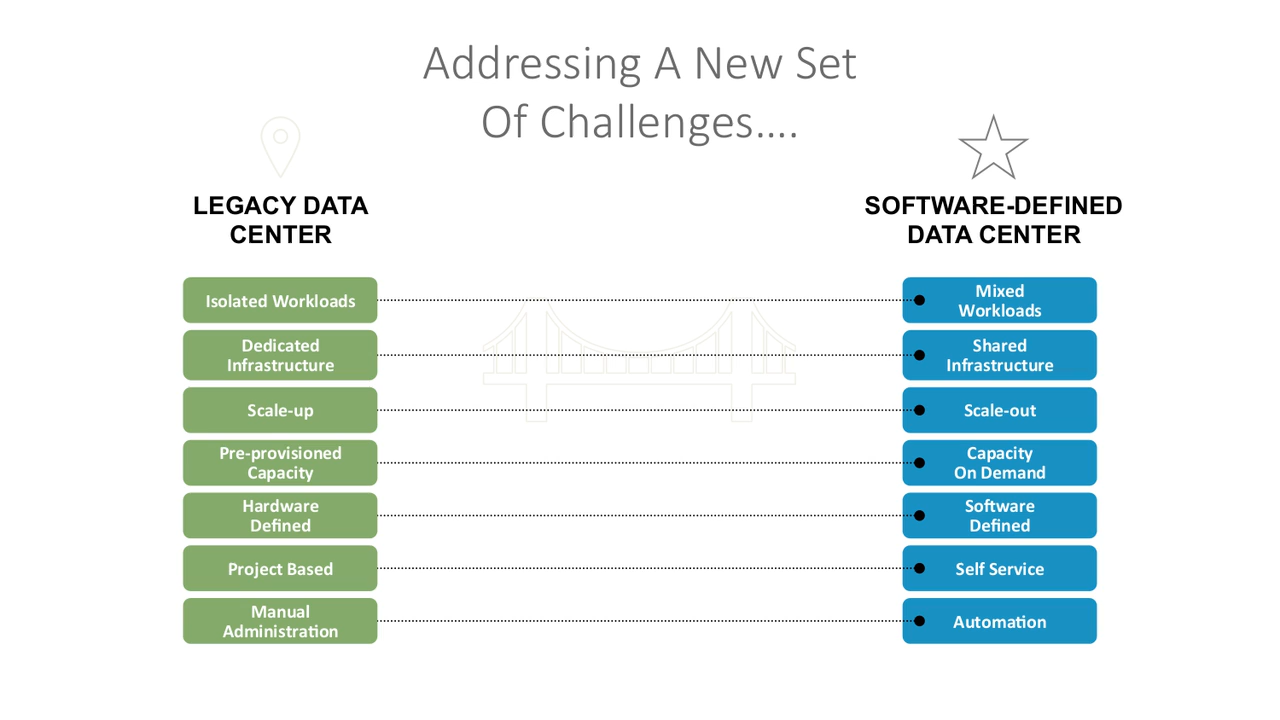 Addressing A New Set
Of Challenges....
LEGACY DATA
CENTER
SOFTWARE-DEFINED
DATA CENTER
Isolated Workloads
Mixed
Workloads
Dedicated
Infrastructure
Shared
Infrastructure
Scale-up
Scale-out
Pre-provisioned
Capacity
Capacity
On Demand
Hardware
Defined
Software
Defined
Project Based
Self Service
Manual
Administration
Automation